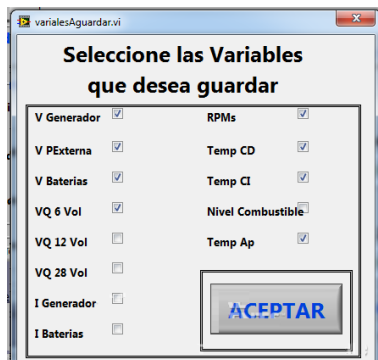 varialesAguardar.vi
Seleccione las Variables
que desea guardar
V Generador
V PExterna
V Baterias
VQ 6 Vol
VQ 12 Vol
VQ 28 Vol
I Generador
I Baterias
RPMs
Temp CD
Temp CI
Nivel Combustible
Temp Ap
ACEPTAR